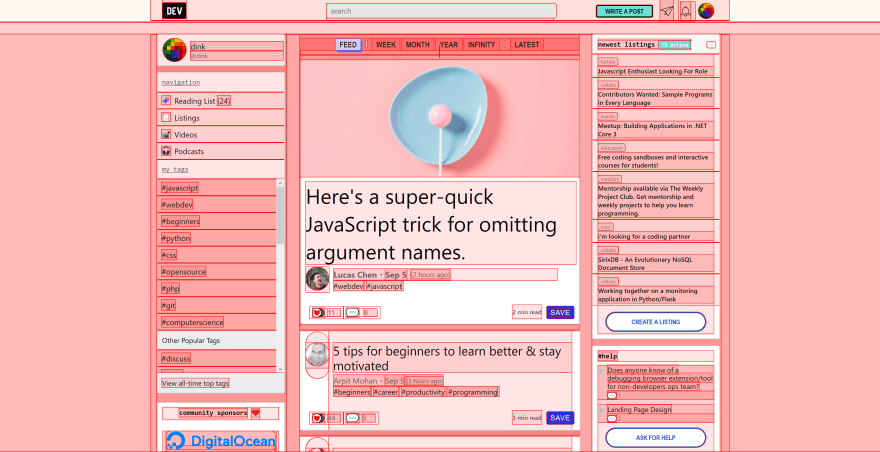 DEV
search
WRITE A POST
dink
@dink
navigation
Reading List (24)
Listings
Videos
Podcasts
my tags
#javascript
#webdev
#beginners
#python
#css
#opensource
#php
#git
#computerscience
Other Popular Tags
#discuss
View all-time top tags
community sponsors
DigitalOcean
FEED
WEEK
MONTH
YEAR
INFINITY
LATEST
Here's a super-quick
JavaScript trick for omitting
argument names.
Lucas Chen • Sep 5 (2 hours ago)
#webdev #javascript
11
6
2 min read
SAVE
5 tips for beginners to learn better & stay
motivated
Arpit Mohan • Sep 5 (3 hours ago)
#beginners #career #productivity #programming
44
3
3 min read
SAVE
newest listings
73 active
forhire
Javascript Enthusiast Looking For Role
collabs
Contributors Wanted: Sample Programs
in Every Language
events
Meetup: Building Applications in .NET
Core 3
education
Free coding sandboxes and interactive
courses for students!
mentors
Mentorship available via The Weekly
Project Club. Get mentorship and
weekly projects to help you learn
programming.
misc
i'm looking for a coding partner
collabs
SirixDB - An Evolutionary NoSQL
Document Store
collabs
Working together on a monitoring
application in Python/Flask
CREATE A LISTING
#help
Does anyone know of a
debugging browser extension/tool
for non-developers ops team?
1
Landing Page Design
2
ASK FOR HELP